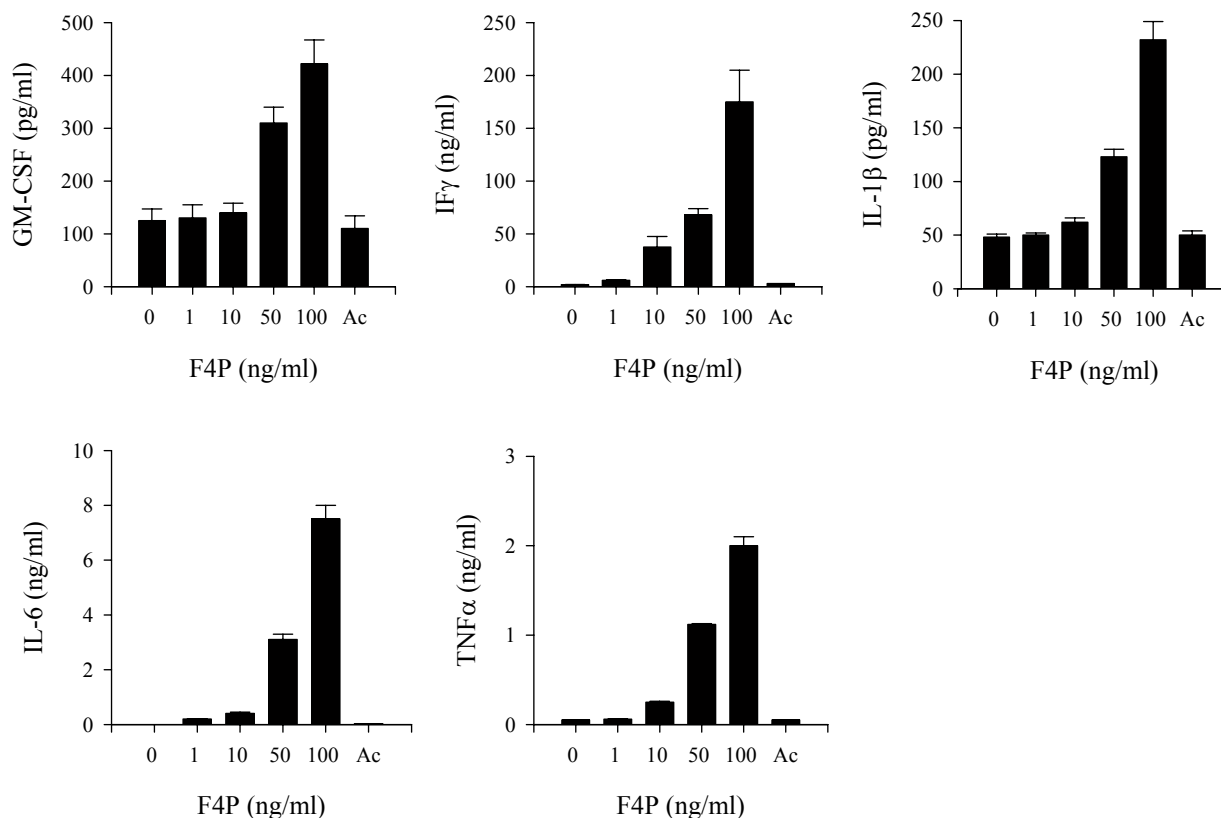 GM-CSF (pg/ml)
500
400
300
200
100
0
0 1 10 50 100 Ac
F4P (ng/ml)
IFγ (ng/ml)
250
200
150
100
50
0
0 1 10 50 100 Ac
F4P (ng/ml)
IL-1β (pg/ml)
250
200
150
100
50
0
0 1 10 50 100 Ac
F4P (ng/ml)
IL-6 (ng/ml)
10
8
6
4
2
0
0 1 10 50 100 Ac
F4P (ng/ml)
TNFα (ng/ml)
3
2
1
0
0 1 10 50 100 Ac
F4P (ng/ml)